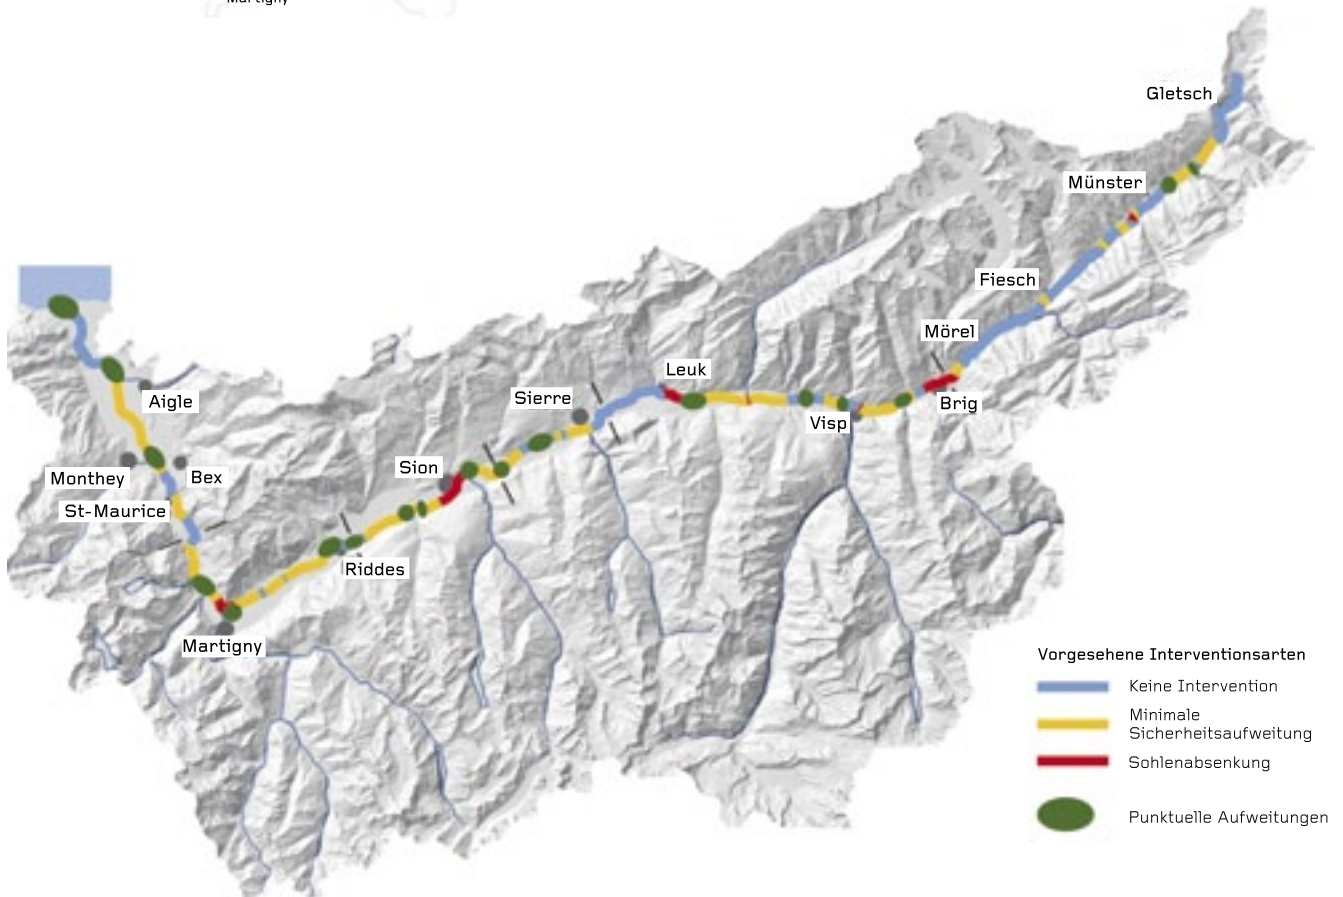 Martigny
Gletsch
Münster
Fiesch
Mörel
Leuk
Sierre
Aigle
Brig
Visp
Sion
Monthey
Bex
St-Maurice
Riddes
Martigny
Vorgesehene Interventionsarten
Keine Intervention
Minimale
Sicherheitsaufweitung
Sohlenabsenkung
Punktuelle Aufweitungen